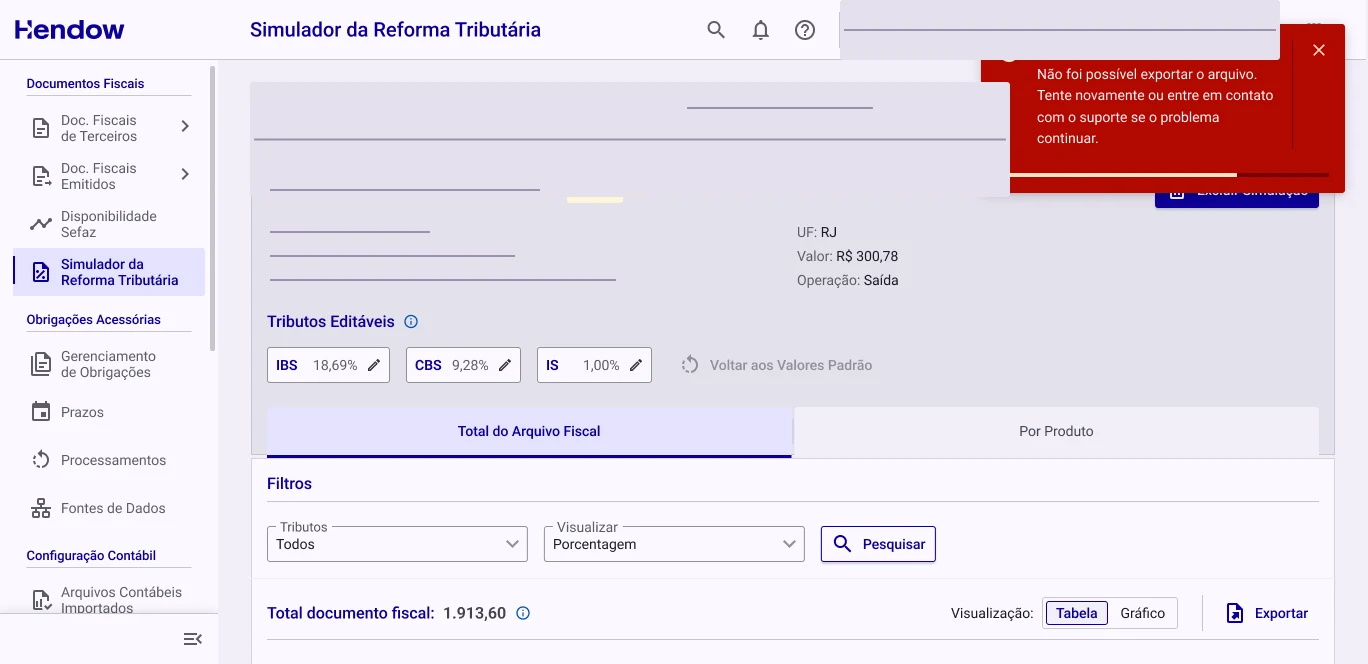 Hendow
Simulador da Reforma Tributária
Não foi possível exportar o arquivo.
Tente novamente ou entre em contato
com o suporte se o problema
continuar.
Documentos Fiscais
Doc. Fiscais
de Terceiros
Doc. Fiscais
Emitidos
Disponibilidade
Sefaz
Simulador da
Reforma Tributária
Obrigações Acessórias
Gerenciamento
de Obrigações
Prazos
Processamentos
Fontes de Dados
Configuração Contábil
Arquivos Contábeis
Importados
Excluir Simulação
UF: RJ
Valor: R$ 300,78
Operação: Saída
Tributos Editáveis
IBS 18,69% CBS 9,28% IS 1,00% Voltar aos Valores Padrão
Total do Arquivo Fiscal Por Produto
Filtros
Tributos Visualizar
Todos Porcentagem Pesquisar
Total documento fiscal: 1.913,60 Visualização: Tabela Gráfico Exportar